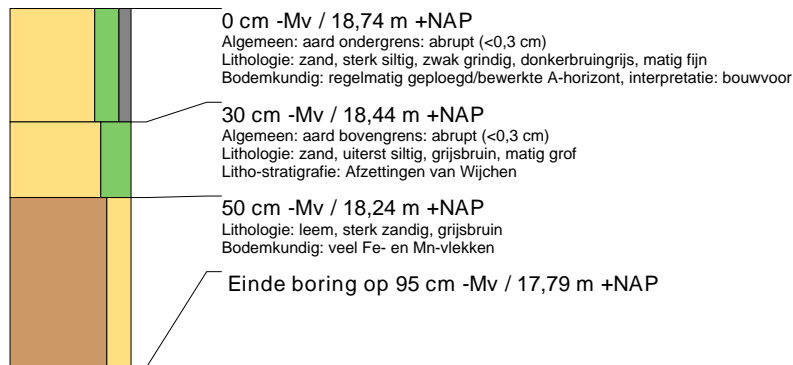 0 cm -Mv / 18,74 m +NAP
Algemeen: aard ondergrens: abrupt (<0,3 cm)
Lithologie: zand, sterk siltig, zwak grindig, donkerbruingrijs, matig fijn
Bodemkundig: regelmatig geploegd/bewerkte A-horizont, interpretatie: bouwvoor
30 cm -Mv / 18,44 m +NAP
Algemeen: aard bovengrens: abrupt (<0,3 cm)
Lithologie: zand, uiterst siltig, grijsbruin, matig grof
Litho-stratigrafie: Afzettingen van Wijchen
50 cm -Mv / 18,24 m +NAP
Lithologie: leem, sterk zandig, grijsbruin
Bodemkundig: veel Fe- en Mn-vlekken
Einde boring op 95 cm -Mv / 17,79 m +NAP